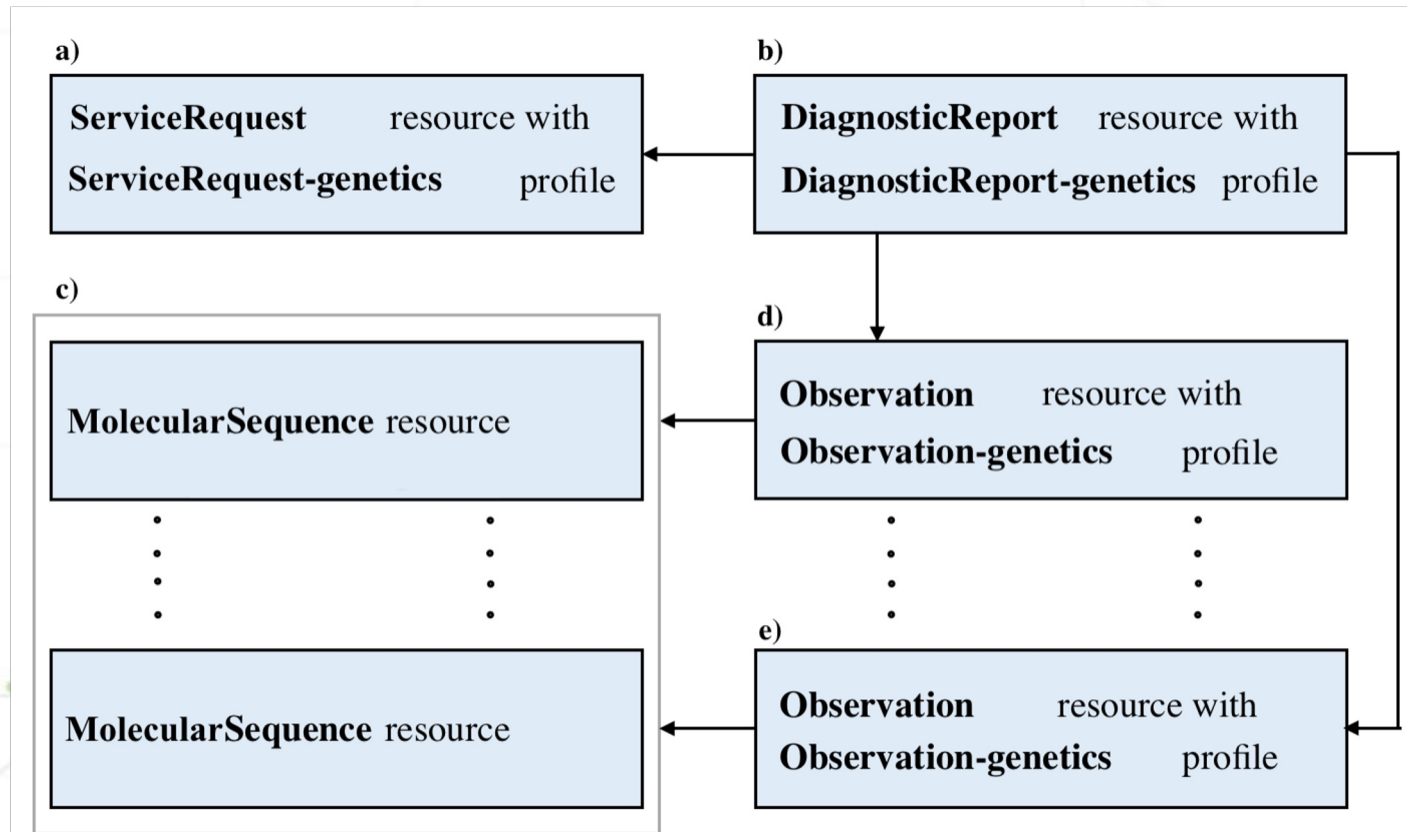 a)
ServiceRequest resource with
ServiceRequest-genetics profile
b)
DiagnosticReport resource with
DiagnosticReport-genetics profile
c)
MolecularSequence resource
MolecularSequence resource
d)
Observation resource with
Observation-genetics profile
e)
Observation resource with
Observation-genetics profile